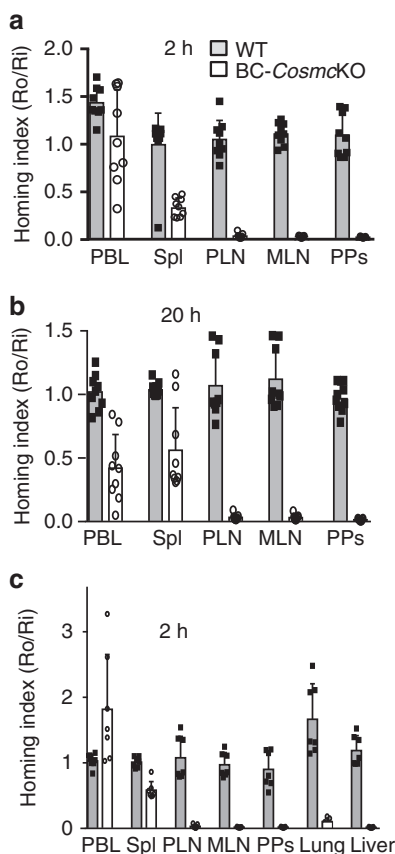 a
2 h
WT
BC-CosmcKO
Homing index (Ro/Ri)
2.0
1.5
1.0
0.5
0.0
PBL Spl PLN MLN PPs
b
20 h
Homing index (Ro/Ri)
1.5
1.0
0.5
0.0
PBL Spl PLN MLN PPs
c
2 h
Homing index (Ro/Ri)
3
2
1
0
PBL Spl PLN MLN PPs Lung Liver